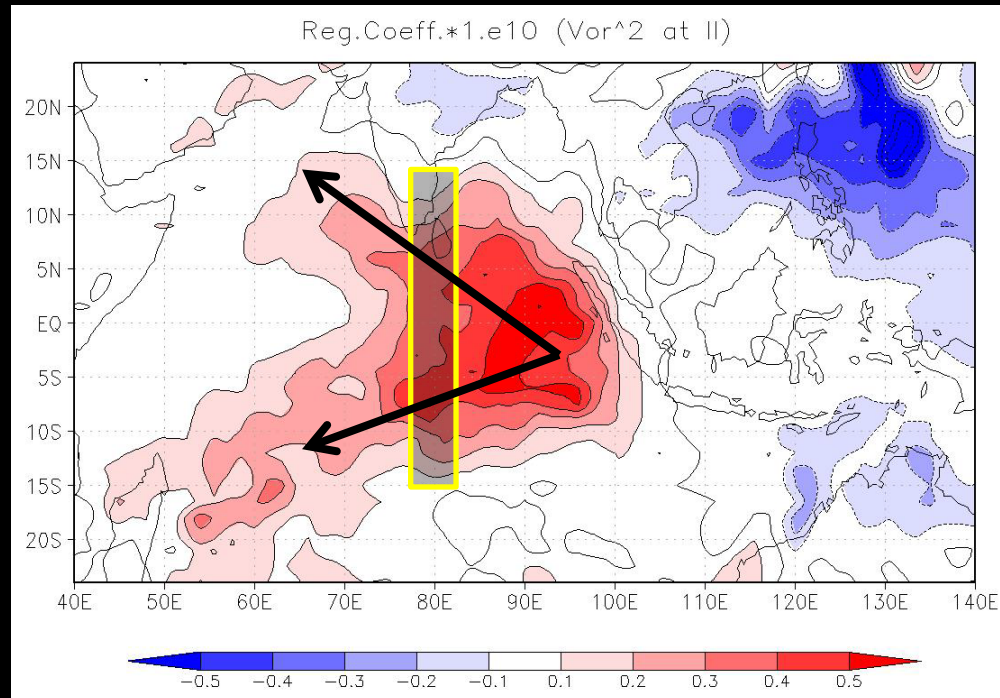 Reg.Coeff.*1.e10 (Vor^2 at II)
20N
15N
10N
5N
EQ
5S
10S
15S
20S
40E 50E 60E 70E 80E 90E 100E 110E 120E 130E 140E
-0.5 -0.4 -0.3 -0.2 -0.1 0.1 0.2 0.3 0.4 0.5